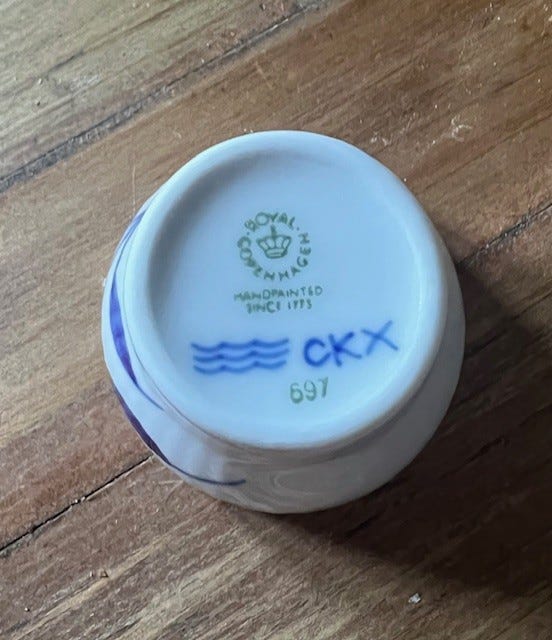 ROYAL COPENHAGEN
HANDPAINTED
SINCE 1775
CKX
697